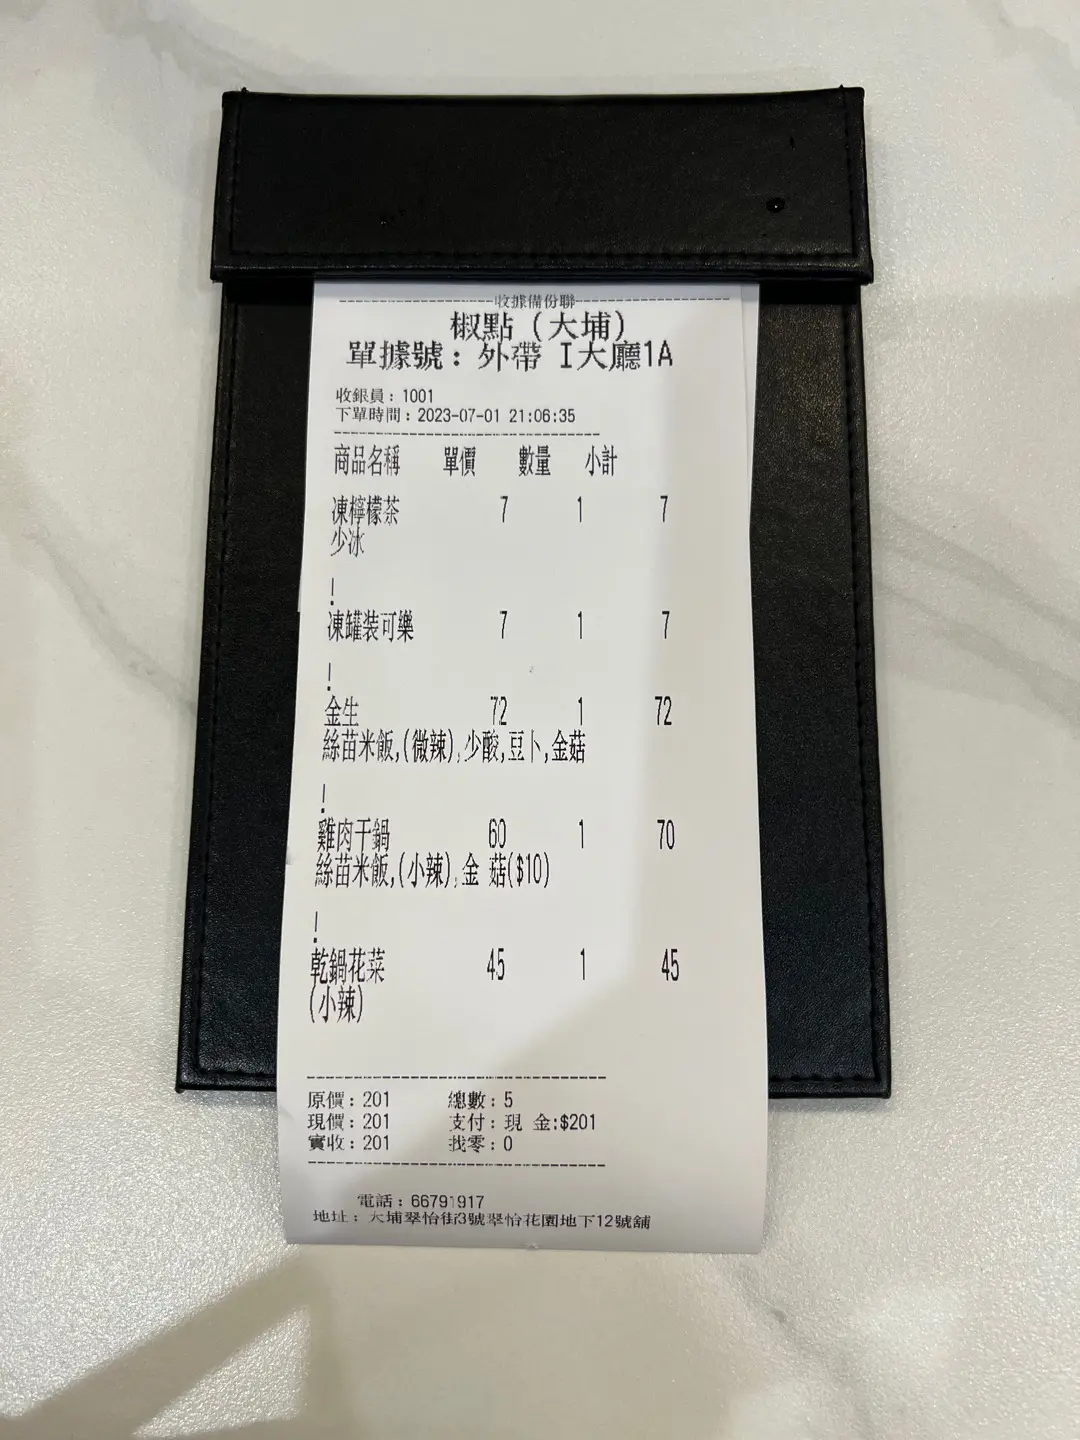 --------------------收據備份聯--------------------
椒點（大埔）
單據號：外帶 I大廳1A
收銀員：1001
下單時間：2023-07-01 21:06:35
商品名稱 單價 數量 小計
凍檸檬茶 7 1 7
少冰
!
凍罐装可樂 7 1 7
!
金生 72 1 72
絲苗米飯,(微辣),少酸,豆卜,金菇
!
雞肉干鍋 60 1 70
絲苗米飯,(小辣),金 菇($10)
!
乾鍋花菜 45 1 45
(小辣)
原價：201 總數：5
現價：201 支付：現 金:$201
實收：201 找零：0
電話：66791917
地址：大埔翠怡街3號翠怡花園地下12號舖